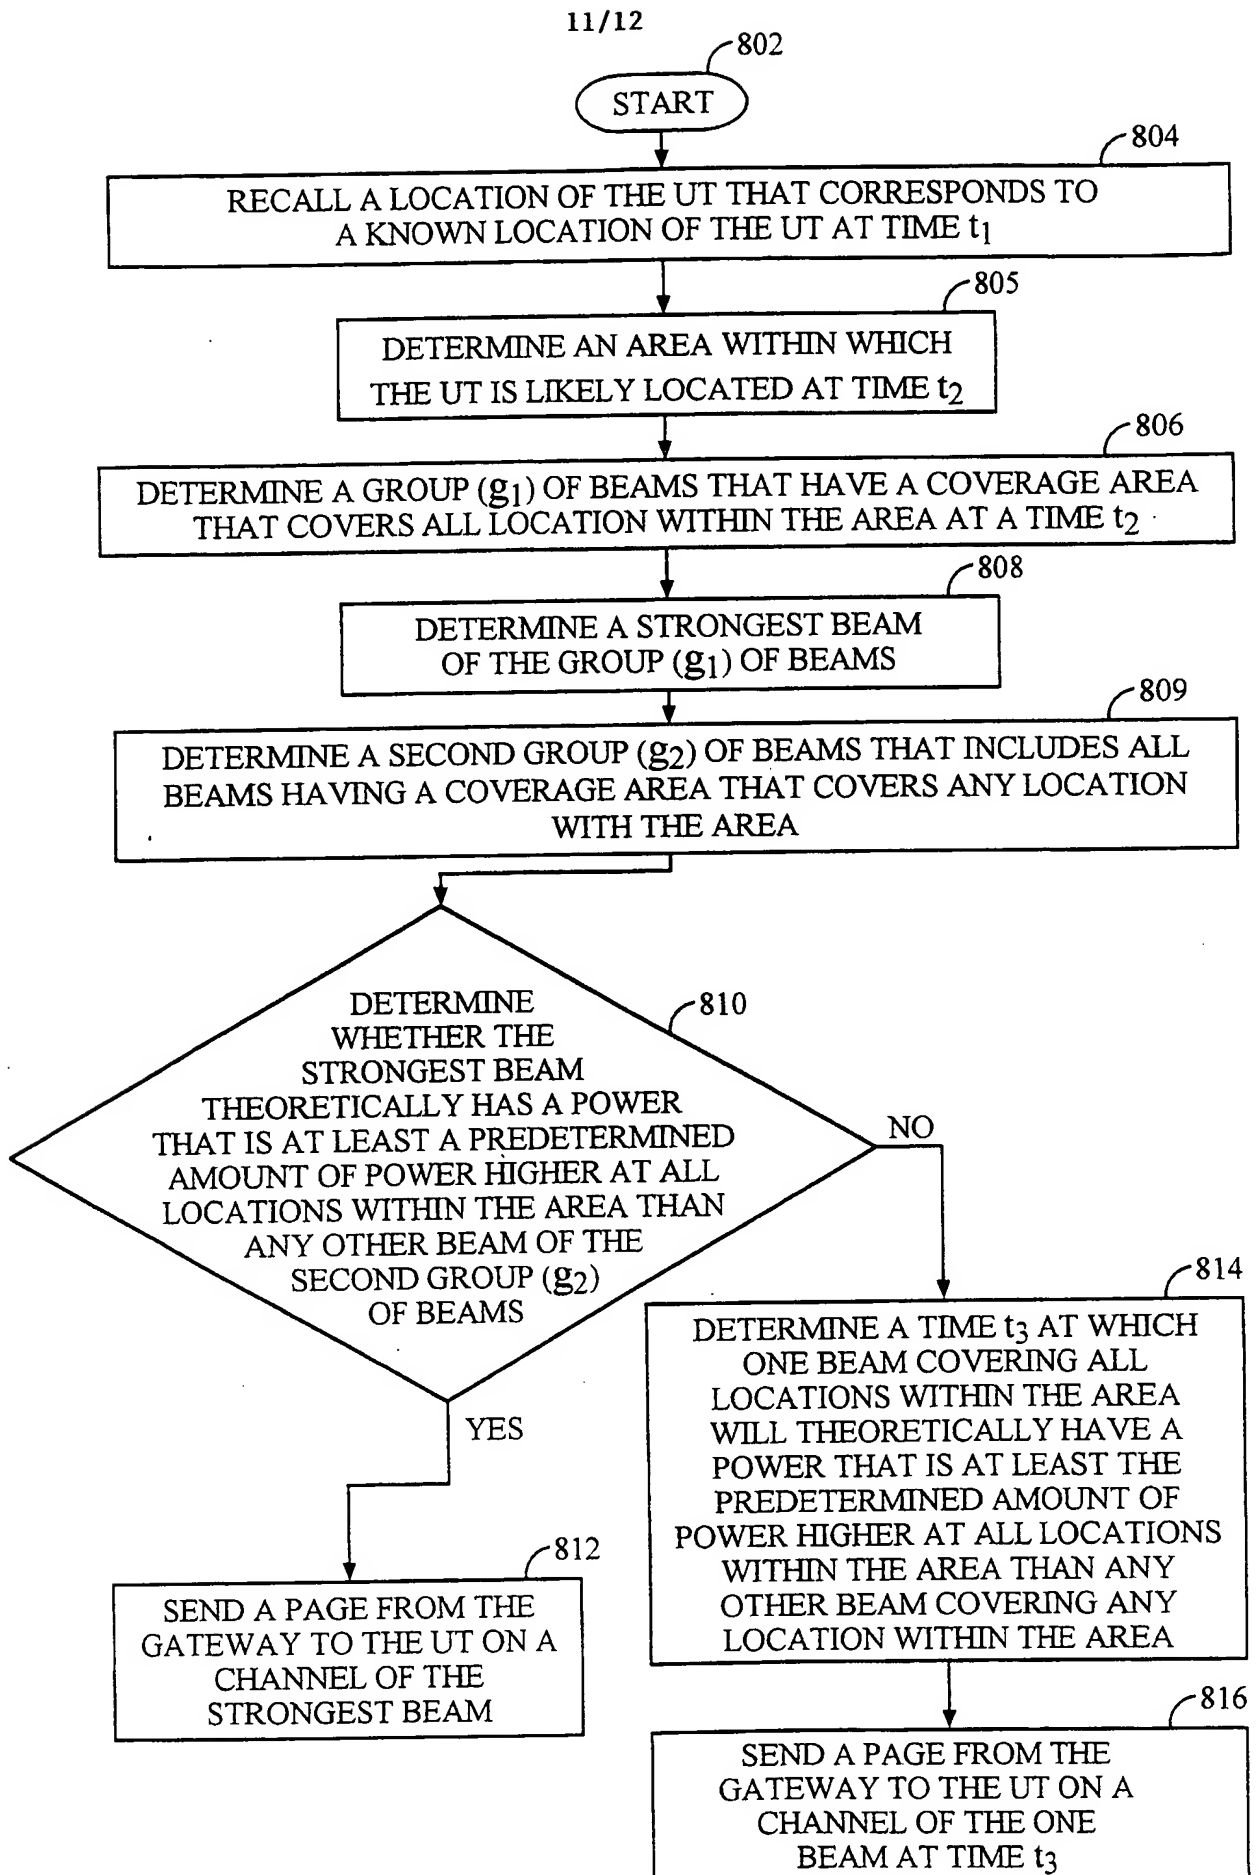 11/12
802
START
804
RECALL A LOCATION OF THE UT THAT CORRESPONDS TO
A KNOWN LOCATION OF THE UT AT TIME t1
805
DETERMINE AN AREA WITHIN WHICH
THE UT IS LIKELY LOCATED AT TIME t2
806
DETERMINE A GROUP (g1) OF BEAMS THAT HAVE A COVERAGE AREA
THAT COVERS ALL LOCATION WITHIN THE AREA AT A TIME t2
808
DETERMINE A STRONGEST BEAM
OF THE GROUP (g1) OF BEAMS
809
DETERMINE A SECOND GROUP (g2) OF BEAMS THAT INCLUDES ALL
BEAMS HAVING A COVERAGE AREA THAT COVERS ANY LOCATION
WITH THE AREA
810
DETERMINE
WHETHER THE
STRONGEST BEAM
THEORETICALLY HAS A POWER
THAT IS AT LEAST A PREDETERMINED
AMOUNT OF POWER HIGHER AT ALL
LOCATIONS WITHIN THE AREA THAN
ANY OTHER BEAM OF THE
SECOND GROUP (g2)
OF BEAMS
NO
YES
812
SEND A PAGE FROM THE
GATEWAY TO THE UT ON A
CHANNEL OF THE
STRONGEST BEAM
814
DETERMINE A TIME t3 AT WHICH
ONE BEAM COVERING ALL
LOCATIONS WITHIN THE AREA
WILL THEORETICALLY HAVE A
POWER THAT IS AT LEAST THE
PREDETERMINED AMOUNT OF
POWER HIGHER AT ALL LOCATIONS
WITHIN THE AREA THAN ANY
OTHER BEAM COVERING ANY
LOCATION WITHIN THE AREA
816
SEND A PAGE FROM THE
GATEWAY TO THE UT ON A
CHANNEL OF THE ONE
BEAM AT TIME t3